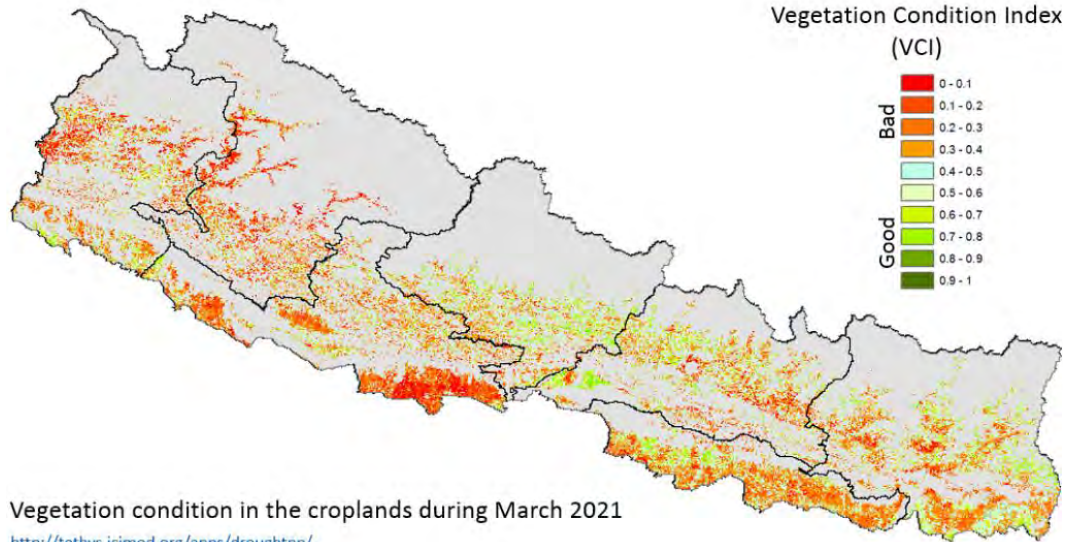 Vegetation Condition Index
(VCI)
Bad
Good
0 - 0.1
0.1 - 0.2
0.2 - 0.3
0.3 - 0.4
0.4 - 0.5
0.5 - 0.6
0.6 - 0.7
0.7 - 0.8
0.8 - 0.9
0.9 - 1
Vegetation condition in the croplands during March 2021